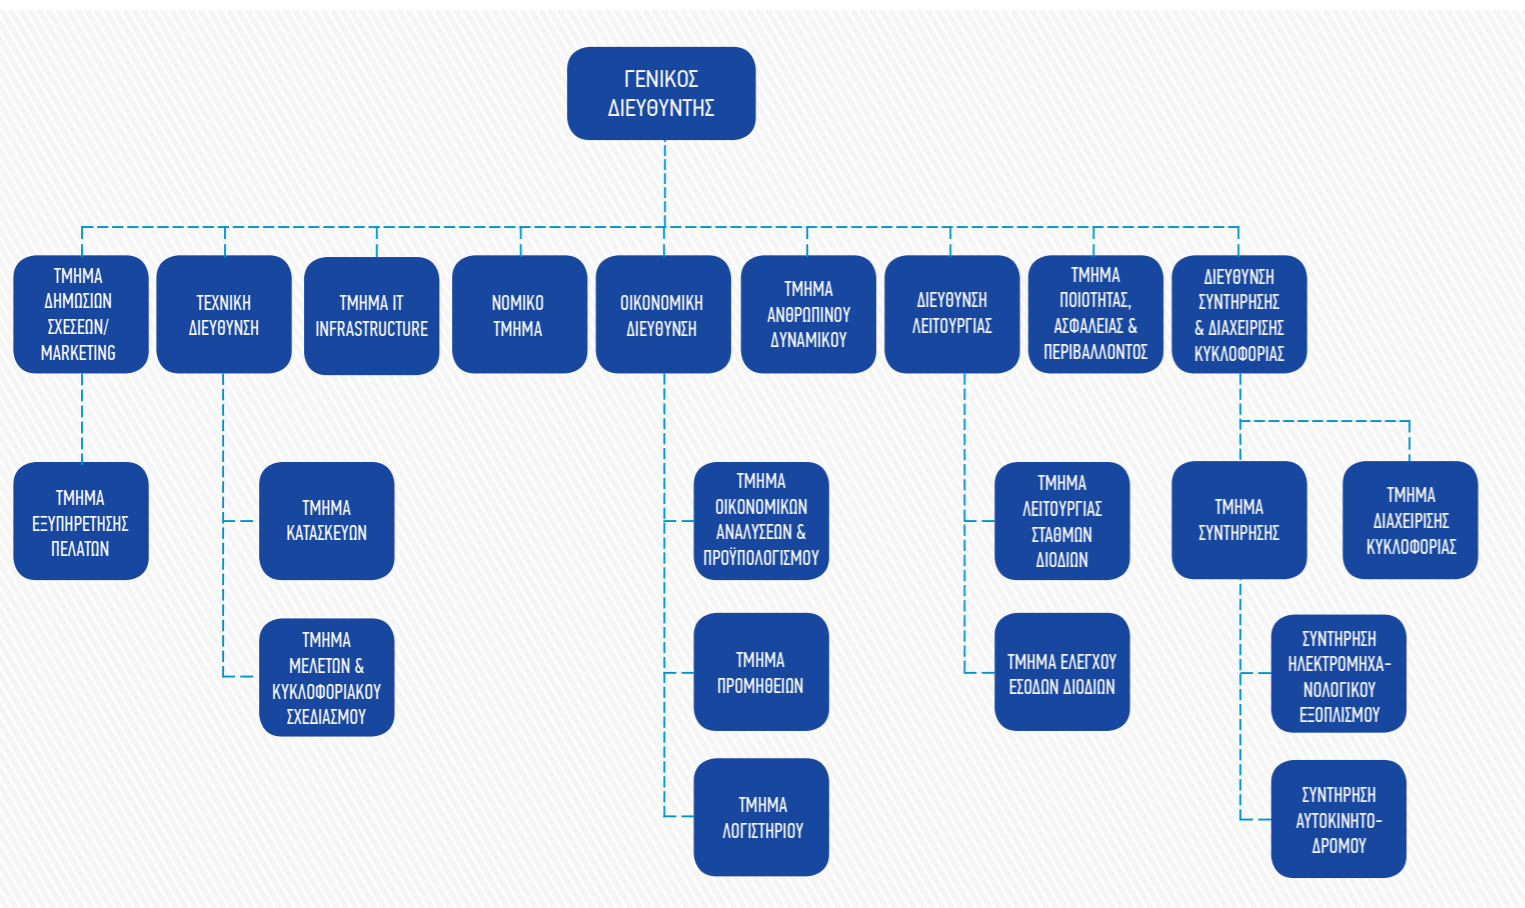 ΓΕΝΙΚΟΣ
ΔΙΕΥΘΥΝΤΗΣ
ΤΜΗΜΑ
ΔΗΜΩΣΙΩΝ
ΣΧΕΣΕΩΝ/
MARKETING
ΤΕΧΝΙΚΗ
ΔΙΕΥΘΥΝΣΗ
ΤΜΗΜΑ IT
INFRASTRUCTURE
ΝΟΜΙΚΟ
ΤΜΗΜΑ
ΟΙΚΟΝΟΜΙΚΗ
ΔΙΕΥΘΥΝΣΗ
ΤΜΗΜΑ
ΑΝΘΡΩΠΙΝΟΥ
ΔΥΝΑΜΙΚΟΥ
ΔΙΕΥΘΥΝΣΗ
ΛΕΙΤΟΥΡΓΙΑΣ
ΤΜΗΜΑ
ΠΟΙΟΤΗΤΑΣ,
ΑΣΦΑΛΕΙΑΣ &
ΠΕΡΙΒΑΛΛΟΝΤΟΣ
ΔΙΕΥΘΥΝΣΗ
ΣΥΝΤΗΡΗΣΗΣ
& ΔΙΑΧΕΙΡΙΣΗΣ
ΚΥΚΛΟΦΟΡΙΑΣ
ΤΜΗΜΑ
ΕΞΥΠΗΡΕΤΗΣΗΣ
ΠΕΛΑΤΩΝ
ΤΜΗΜΑ
ΚΑΤΑΣΚΕΥΩΝ
ΤΜΗΜΑ
ΟΙΚΟΝΟΜΙΚΩΝ
ΑΝΑΛΥΣΕΩΝ &
ΠΡΟΫΠΟΛΟΓΙΣΜΟΥ
ΤΜΗΜΑ
ΛΕΙΤΟΥΡΓΙΑΣ
ΣΤΑΘΜΩΝ
ΔΙΟΔΙΩΝ
ΤΜΗΜΑ
ΣΥΝΤΗΡΗΣΗΣ
ΤΜΗΜΑ
ΔΙΑΧΕΙΡΙΣΗΣ
ΚΥΚΛΟΦΟΡΙΑΣ
ΤΜΗΜΑ
ΜΕΛΕΤΩΝ &
ΚΥΚΛΟΦΟΡΙΑΚΟΥ
ΣΧΕΔΙΑΣΜΟΥ
ΤΜΗΜΑ
ΠΡΟΜΗΘΕΙΩΝ
ΤΜΗΜΑ ΕΛΕΓΧΟΥ
ΕΣΟΔΩΝ ΔΙΟΔΙΩΝ
ΣΥΝΤΗΡΗΣΗ
ΗΛΕΚΤΡΟΜΗΧΑ-
ΝΟΛΟΓΙΚΟΥ
ΕΞΟΠΛΙΣΜΟΥ
ΤΜΗΜΑ
ΛΟΓΙΣΤΗΡΙΟΥ
ΣΥΝΤΗΡΗΣΗ
ΑΥΤΟΚΙΝΗΤΟ-
ΔΡΟΜΟΥ